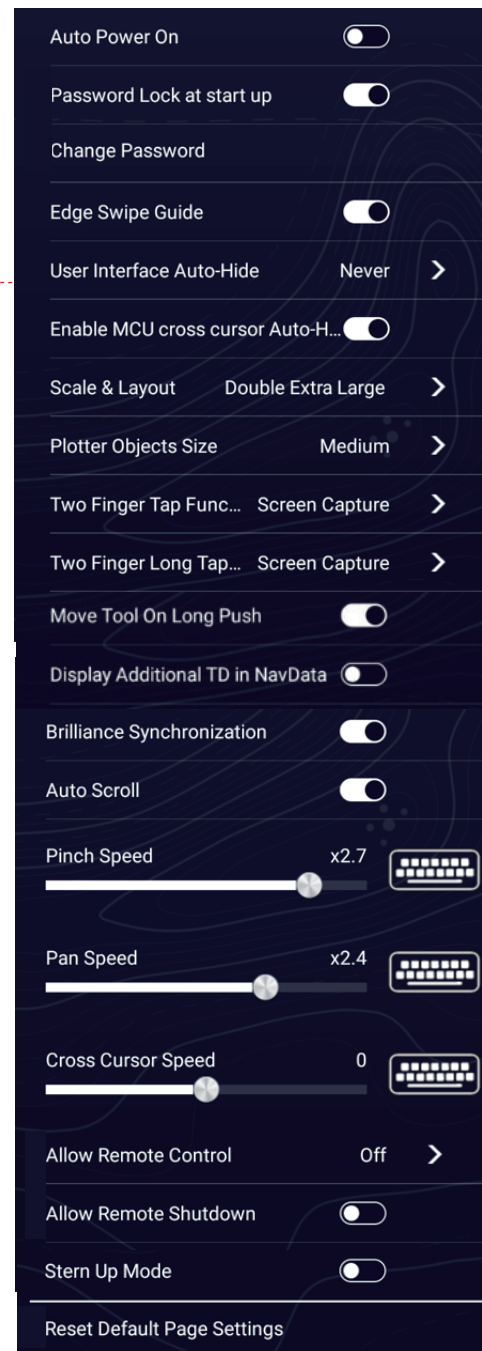 Auto Power On
Password Lock at start up
Change Password
Edge Swipe Guide
User Interface Auto-Hide Never
Enable MCU cross cursor Auto-H...
Scale & Layout Double Extra Large
Plotter Objects Size Medium
Two Finger Tap Func... Screen Capture
Two Finger Long Tap... Screen Capture
Move Tool On Long Push
Display Additional TD in NavData
Brilliance Synchronization
Auto Scroll
Pinch Speed x2.7
Pan Speed x2.4
Cross Cursor Speed 0
Allow Remote Control Off
Allow Remote Shutdown
Stern Up Mode
Reset Default Page Settings